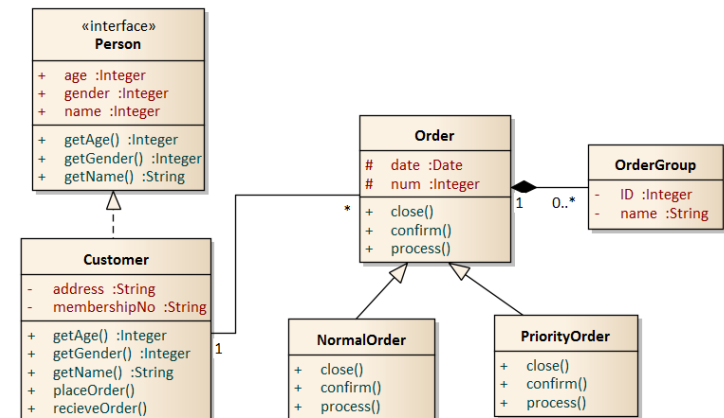 «interface»
Person
+ age :Integer
+ gender :Integer
+ name :Integer
+ getAge() :Integer
+ getGender() :Integer
+ getName() :String
Customer
- address :String
- membershipNo :String
+ getAge() :Integer
+ getGender() :Integer
+ getName() :String
+ placeOrder()
+ recieveOrder()
1
*
Order
# date :Date
# num :Integer
+ close()
+ confirm()
+ process()
1
0..*
OrderGroup
- ID :Integer
- name :String
NormalOrder
+ close()
+ confirm()
+ process()
PriorityOrder
+ close()
+ confirm()
+ process()